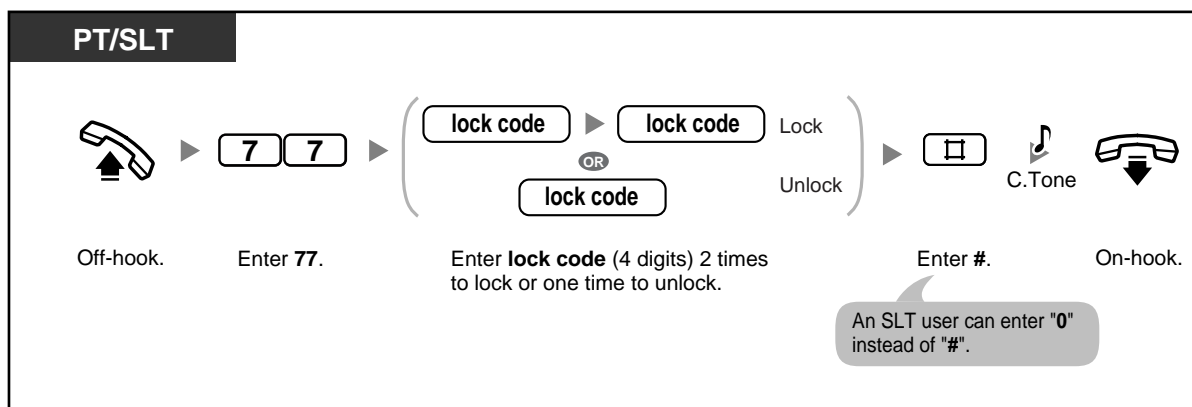 PT/SLT
7 7
lock code lock code Lock
OR
lock code Unlock
#
C.Tone
Off-hook.
Enter 77.
Enter lock code (4 digits) 2 times
to lock or one time to unlock.
Enter #.
On-hook.
An SLT user can enter "0"
instead of "#".